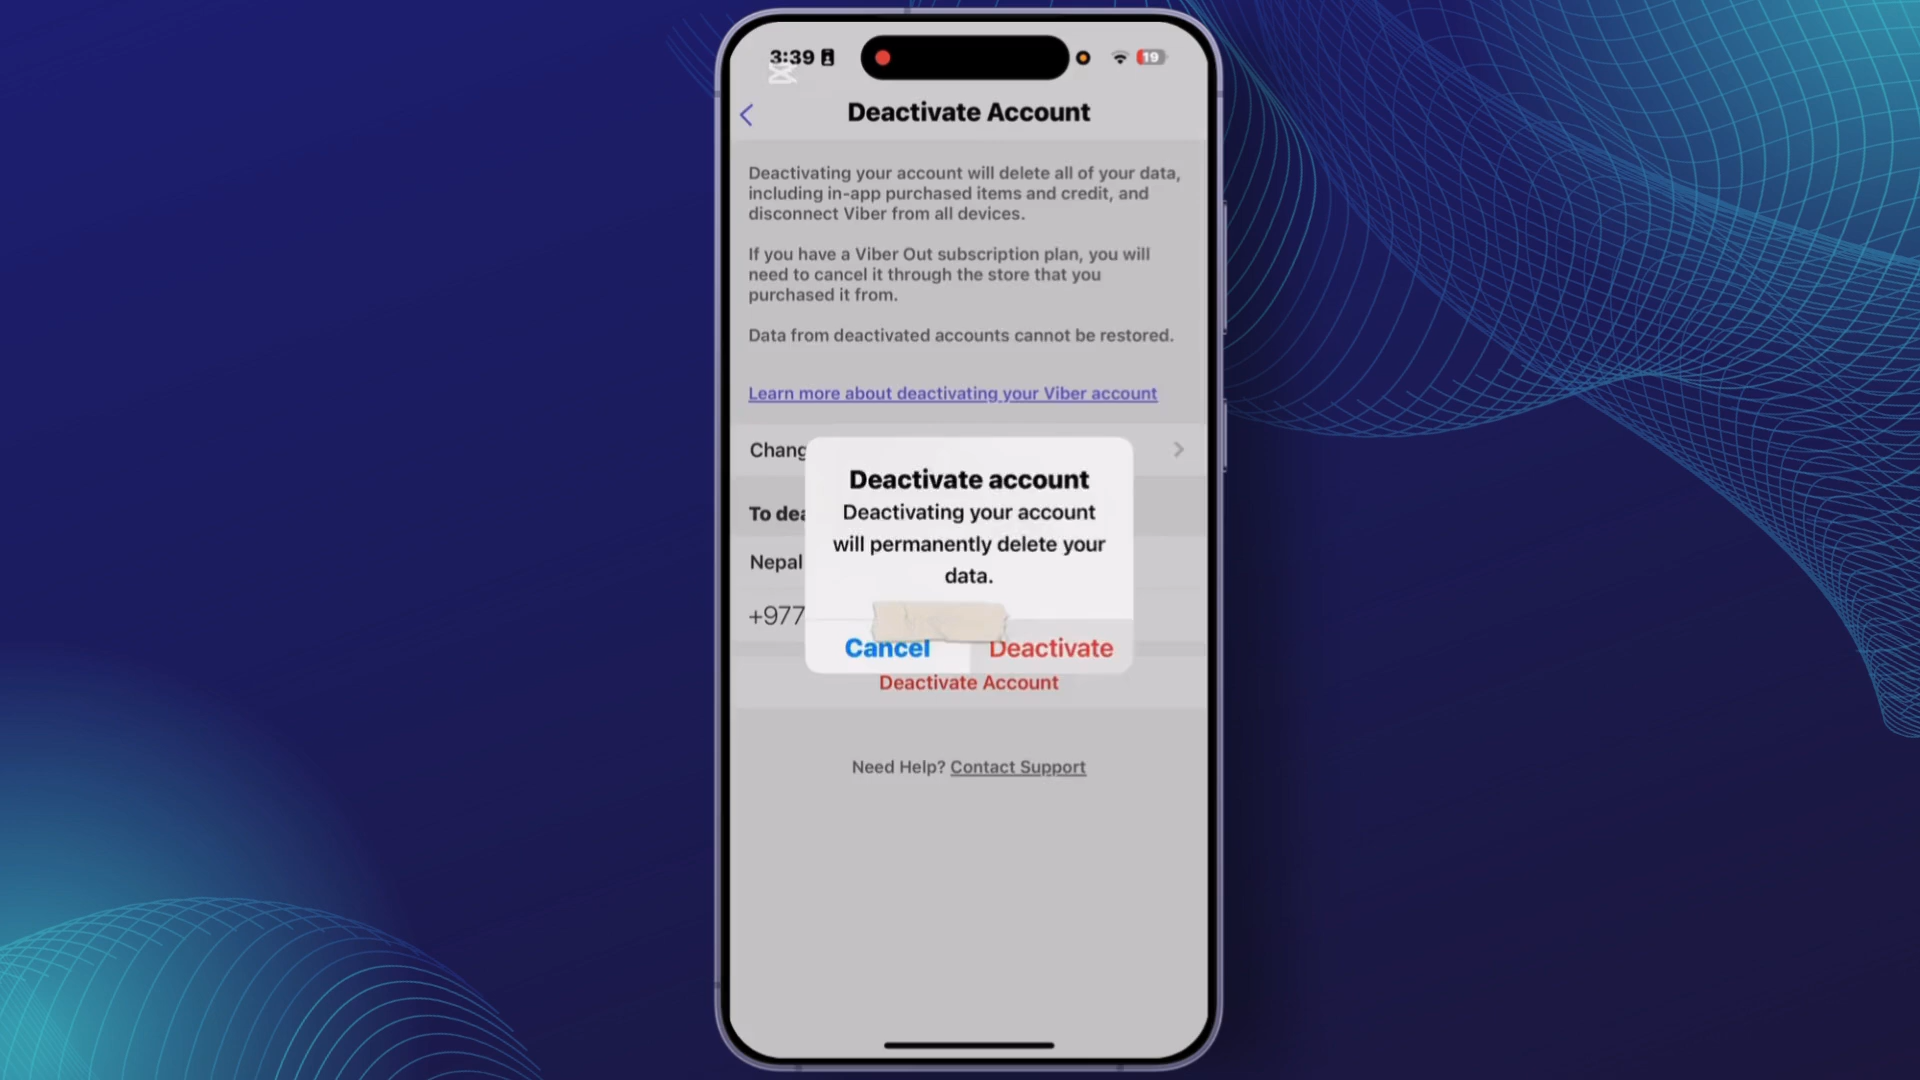 3:39
19
Deactivate Account
Deactivating your account will delete all of your data,
including in-app purchased items and credit, and
disconnect Viber from all devices.
If you have a Viber Out subscription plan, you will
need to cancel it through the store that you
purchased it from.
Data from deactivated accounts cannot be restored.
Learn more about deactivating your Viber account
Chang
Deactivate account
Deactivating your account
will permanently delete your
data.
To dea
Nepal
+977
Cancel
Deactivate
Deactivate Account
Need Help? Contact Support